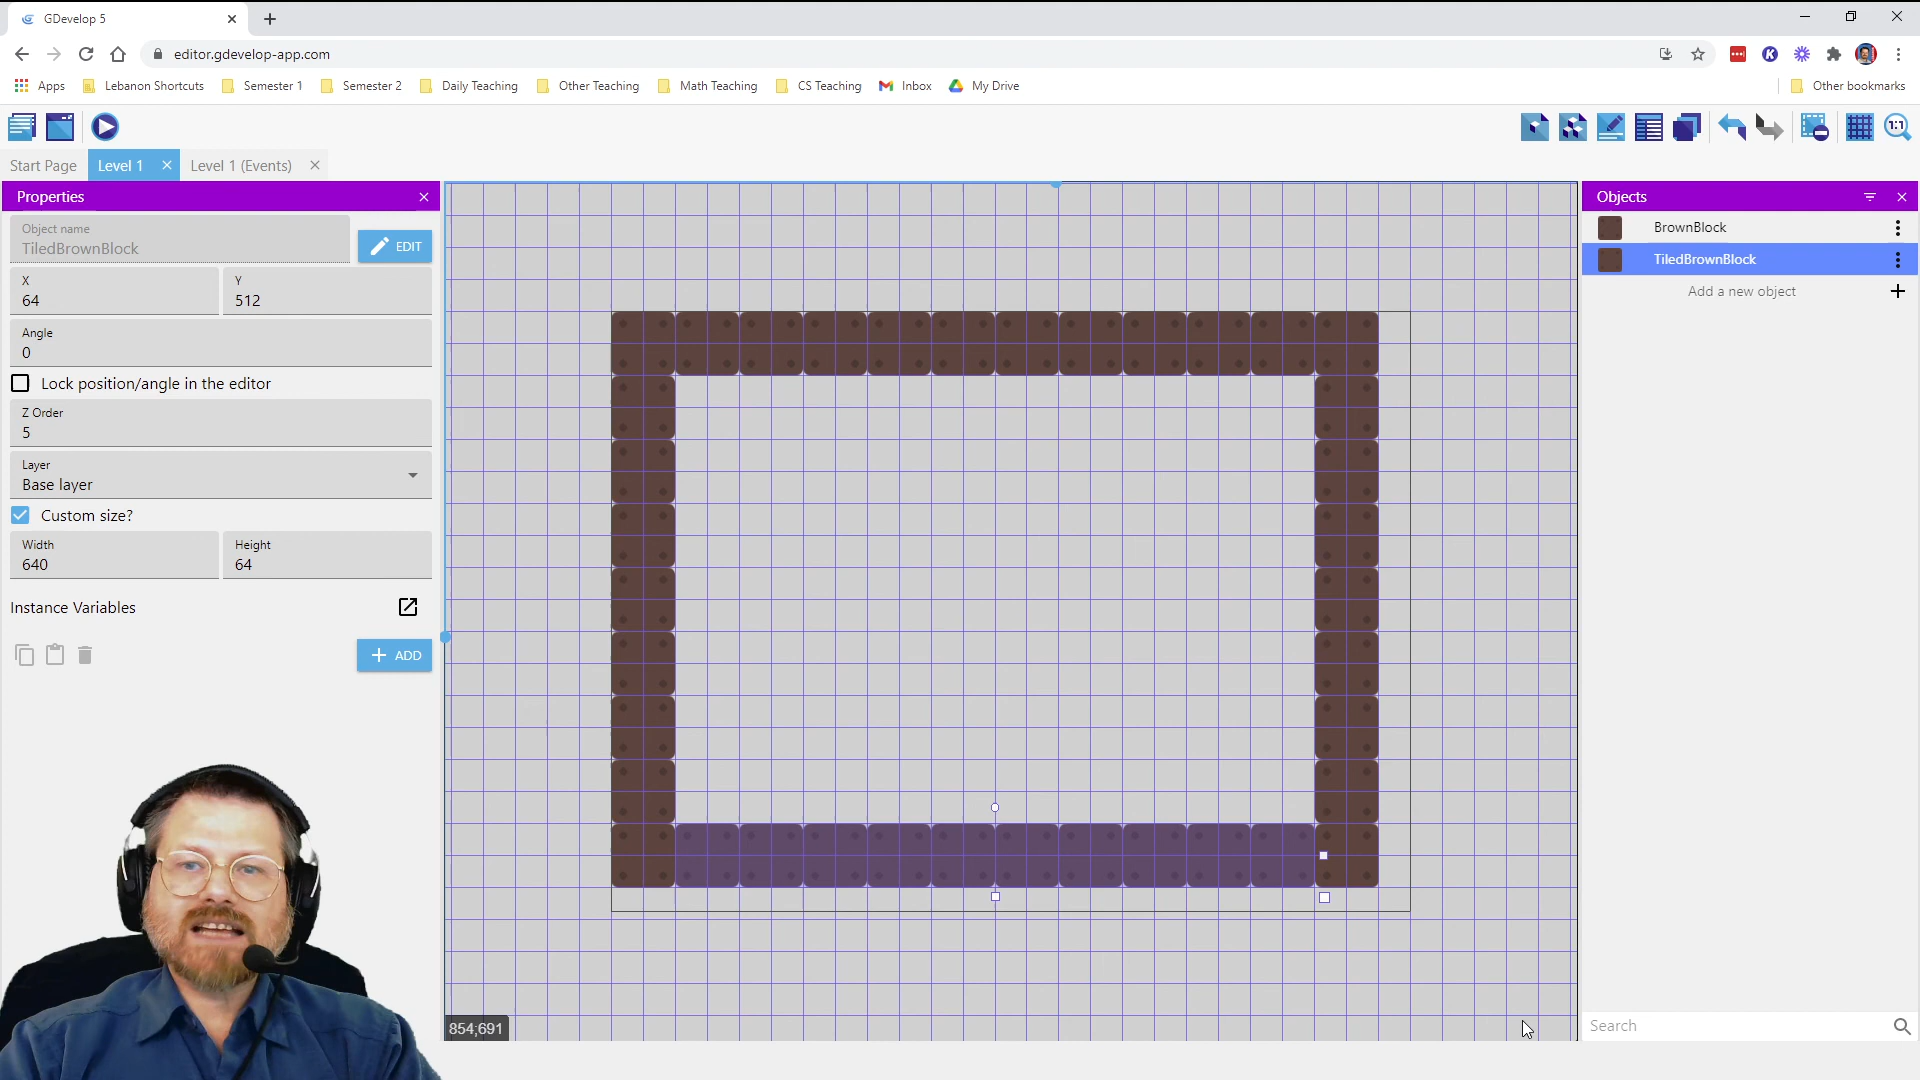 GDevelop 5
editor.gdevelop-app.com
Apps Lebanon Shortcuts Semester 1 Semester 2 Daily Teaching Other Teaching Math Teaching CS Teaching Inbox My Drive Other bookmarks
1:1
Start Page Level 1 Level 1 (Events)
Properties
Object name
TiledBrownBlock
EDIT
X
64
Y
512
Angle
0
Lock position/angle in the editor
Z Order
5
Layer
Base layer
Custom size?
Width
640
Height
64
Instance Variables
ADD
854;691
Objects
BrownBlock
TiledBrownBlock
Add a new object
Search